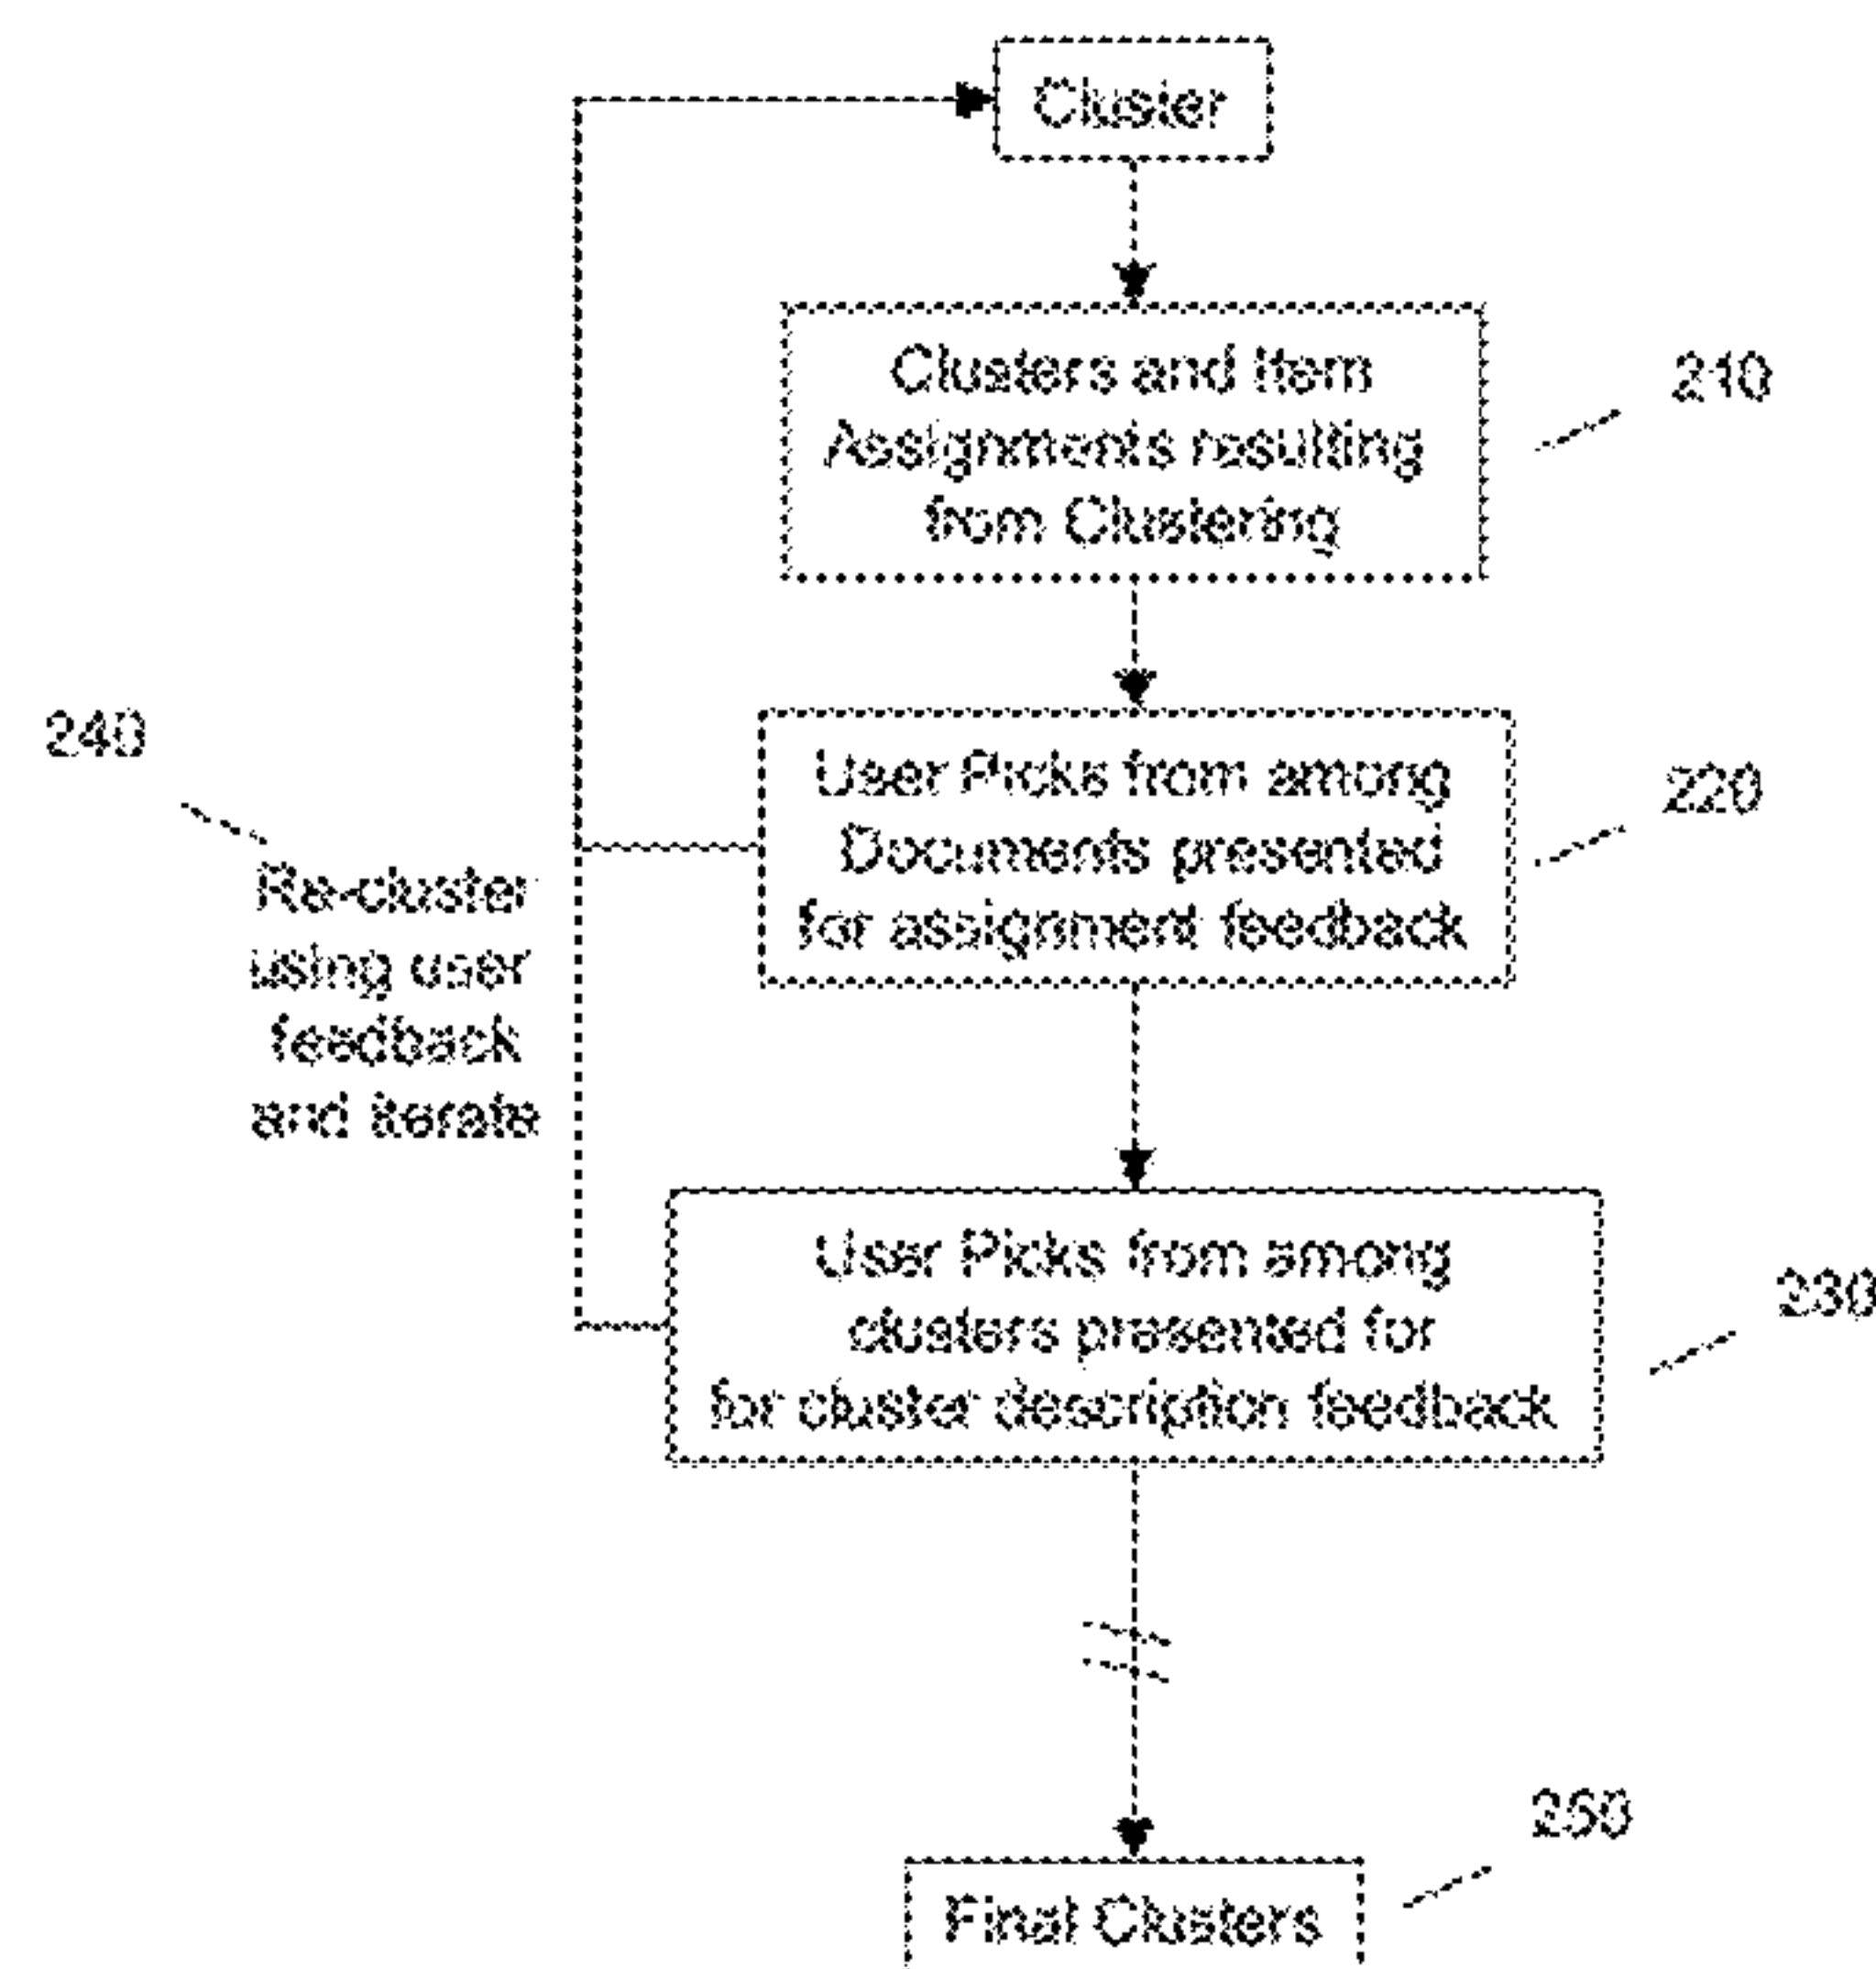 Cluster
Clusters and Item
Assignments resulting
from Clustering
210
User Picks from among
Documents presented
for assignment feedback
220
240
Re-cluster
using user
feedback
and iterate
User Picks from among
clusters presented for
for cluster description feedback
230
Final Clusters
250